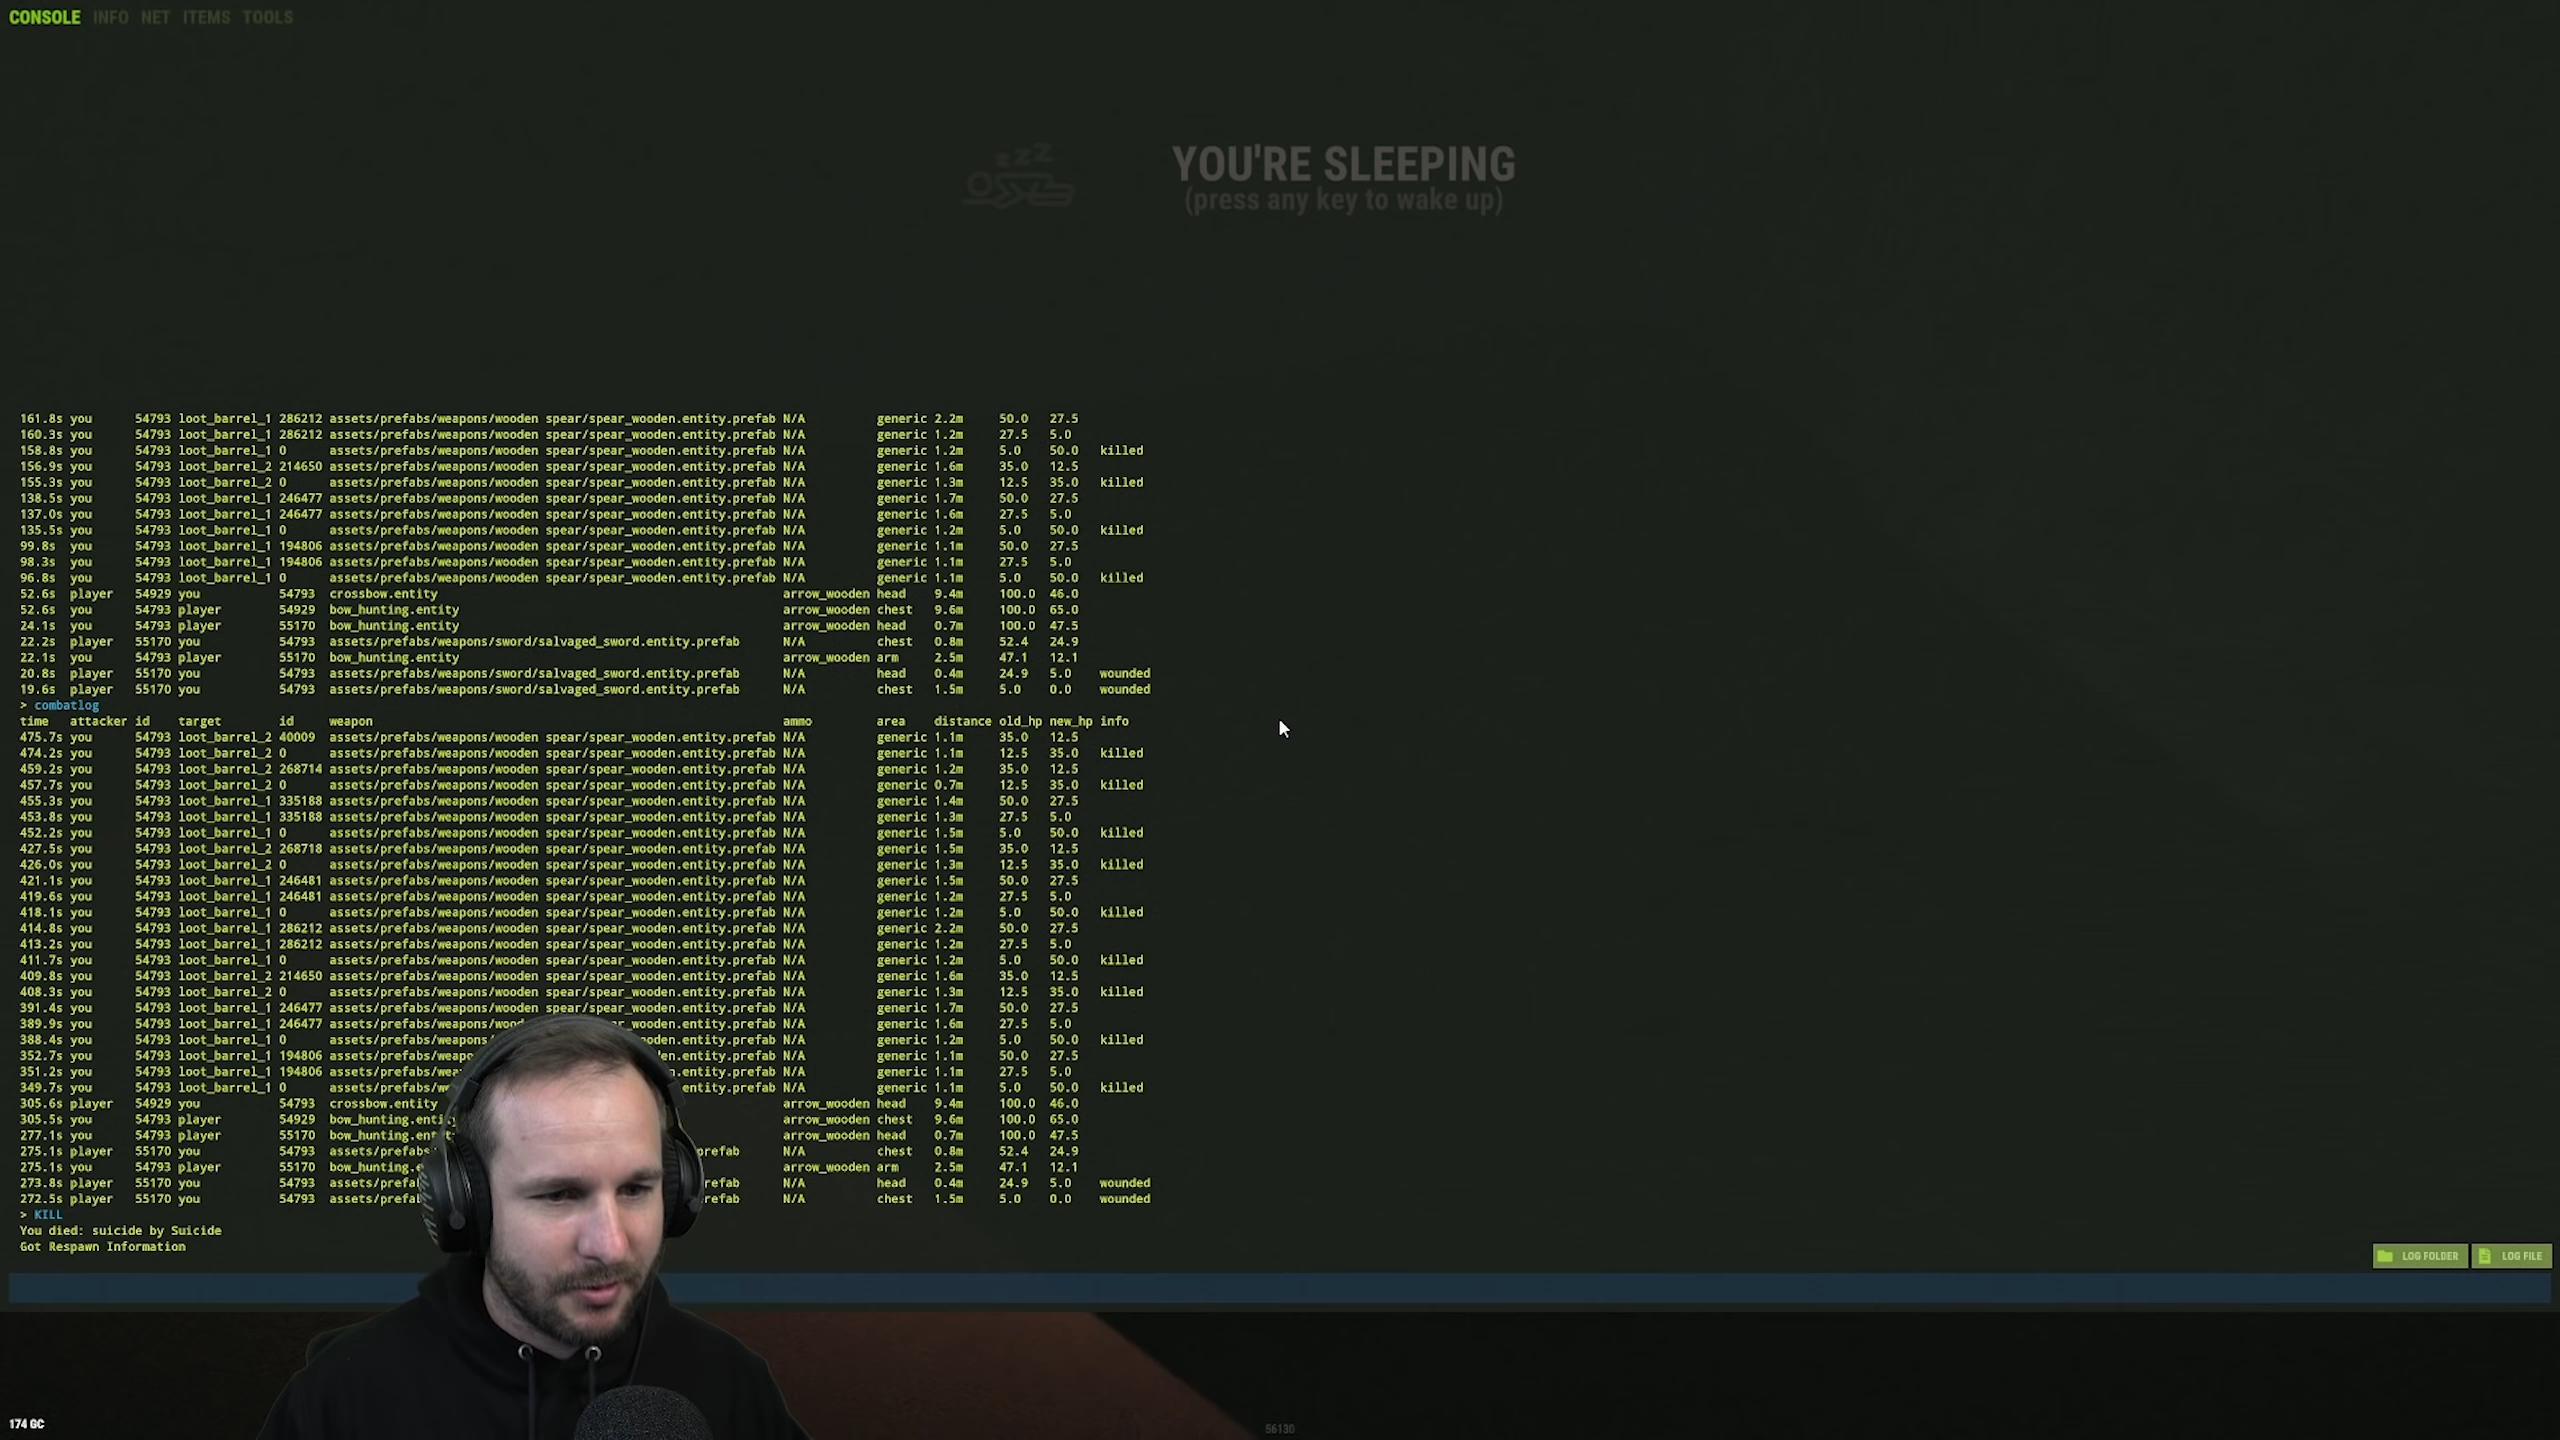 CONSOLE INFO NET ITEMS TOOLS
YOU'RE SLEEPING
(press any key to wake up)
161.8s you 54793 loot_barrel_1 286212 assets/prefabs/weapons/wooden spear/spear_wooden.entity.prefab N/A generic 2.2m 50.0 27.5
160.3s you 54793 loot_barrel_1 286212 assets/prefabs/weapons/wooden spear/spear_wooden.entity.prefab N/A generic 1.2m 27.5 5.0
158.8s you 54793 loot_barrel_1 0 assets/prefabs/weapons/wooden spear/spear_wooden.entity.prefab N/A generic 1.2m 5.0 50.0 killed
156.9s you 54793 loot_barrel_2 214650 assets/prefabs/weapons/wooden spear/spear_wooden.entity.prefab N/A generic 1.6m 35.0 12.5
155.3s you 54793 loot_barrel_2 0 assets/prefabs/weapons/wooden spear/spear_wooden.entity.prefab N/A generic 1.3m 12.5 35.0 killed
138.5s you 54793 loot_barrel_1 246477 assets/prefabs/weapons/wooden spear/spear_wooden.entity.prefab N/A generic 1.7m 50.0 27.5
137.0s you 54793 loot_barrel_1 246477 assets/prefabs/weapons/wooden spear/spear_wooden.entity.prefab N/A generic 1.6m 27.5 5.0
135.5s you 54793 loot_barrel_1 0 assets/prefabs/weapons/wooden spear/spear_wooden.entity.prefab N/A generic 1.2m 5.0 50.0 killed
99.8s you 54793 loot_barrel_1 194806 assets/prefabs/weapons/wooden spear/spear_wooden.entity.prefab N/A generic 1.1m 50.0 27.5
98.3s you 54793 loot_barrel_1 194806 assets/prefabs/weapons/wooden spear/spear_wooden.entity.prefab N/A generic 1.1m 27.5 5.0
96.8s you 54793 loot_barrel_1 0 assets/prefabs/weapons/wooden spear/spear_wooden.entity.prefab N/A generic 1.1m 5.0 50.0 killed
52.6s player 54929 you 54793 crossbow.entity arrow_wooden head 9.4m 100.0 46.0
52.6s you 54793 player 54929 bow_hunting.entity arrow_wooden chest 9.6m 100.0 65.0
24.1s you 54793 player 55170 bow_hunting.entity arrow_wooden head 0.7m 100.0 47.5
22.2s player 55170 you 54793 assets/prefabs/weapons/sword/salvaged_sword.entity.prefab N/A chest 0.8m 52.4 24.9
22.1s you 54793 player 55170 bow_hunting.entity arrow_wooden arm 2.5m 47.1 12.1
20.8s player 55170 you 54793 assets/prefabs/weapons/sword/salvaged_sword.entity.prefab N/A head 0.4m 24.9 5.0 wounded
19.6s player 55170 you 54793 assets/prefabs/weapons/sword/salvaged_sword.entity.prefab N/A chest 1.5m 5.0 0.0 wounded
> combatlog
time attacker id target id weapon ammo area distance old_hp new_hp info
475.7s you 54793 loot_barrel_2 40009 assets/prefabs/weapons/wooden spear/spear_wooden.entity.prefab N/A generic 1.1m 35.0 12.5
474.2s you 54793 loot_barrel_2 0 assets/prefabs/weapons/wooden spear/spear_wooden.entity.prefab N/A generic 1.1m 12.5 35.0 killed
459.2s you 54793 loot_barrel_2 268714 assets/prefabs/weapons/wooden spear/spear_wooden.entity.prefab N/A generic 1.2m 35.0 12.5
457.7s you 54793 loot_barrel_2 0 assets/prefabs/weapons/wooden spear/spear_wooden.entity.prefab N/A generic 0.7m 12.5 35.0 killed
455.3s you 54793 loot_barrel_1 335188 assets/prefabs/weapons/wooden spear/spear_wooden.entity.prefab N/A generic 1.4m 50.0 27.5
453.8s you 54793 loot_barrel_1 335188 assets/prefabs/weapons/wooden spear/spear_wooden.entity.prefab N/A generic 1.3m 27.5 5.0
452.2s you 54793 loot_barrel_1 0 assets/prefabs/weapons/wooden spear/spear_wooden.entity.prefab N/A generic 1.5m 5.0 50.0 killed
427.5s you 54793 loot_barrel_2 268718 assets/prefabs/weapons/wooden spear/spear_wooden.entity.prefab N/A generic 1.5m 35.0 12.5
426.0s you 54793 loot_barrel_2 0 assets/prefabs/weapons/wooden spear/spear_wooden.entity.prefab N/A generic 1.3m 12.5 35.0 killed
421.1s you 54793 loot_barrel_1 246481 assets/prefabs/weapons/wooden spear/spear_wooden.entity.prefab N/A generic 1.5m 50.0 27.5
419.6s you 54793 loot_barrel_1 246481 assets/prefabs/weapons/wooden spear/spear_wooden.entity.prefab N/A generic 1.2m 27.5 5.0
418.1s you 54793 loot_barrel_1 0 assets/prefabs/weapons/wooden spear/spear_wooden.entity.prefab N/A generic 1.2m 5.0 50.0 killed
414.8s you 54793 loot_barrel_1 286212 assets/prefabs/weapons/wooden spear/spear_wooden.entity.prefab N/A generic 2.2m 50.0 27.5
413.2s you 54793 loot_barrel_1 286212 assets/prefabs/weapons/wooden spear/spear_wooden.entity.prefab N/A generic 1.2m 27.5 5.0
411.7s you 54793 loot_barrel_1 0 assets/prefabs/weapons/wooden spear/spear_wooden.entity.prefab N/A generic 1.2m 5.0 50.0 killed
409.8s you 54793 loot_barrel_2 214650 assets/prefabs/weapons/wooden spear/spear_wooden.entity.prefab N/A generic 1.6m 35.0 12.5
408.3s you 54793 loot_barrel_2 0 assets/prefabs/weapons/wooden spear/spear_wooden.entity.prefab N/A generic 1.3m 12.5 35.0 killed
391.4s you 54793 loot_barrel_1 246477 assets/prefabs/weapons/wooden spear/spear_wooden.entity.prefab N/A generic 1.7m 50.0 27.5
389.9s you 54793 loot_barrel_1 246477 assets/prefabs/weapons/wood r_wooden.entity.prefab N/A generic 1.6m 27.5 5.0
388.4s you 54793 loot_barrel_1 0 assets/prefabs/weapons/ ooden.entity.prefab N/A generic 1.2m 5.0 50.0 killed
352.7s you 54793 loot_barrel_1 194806 assets/prefabs/weapo en.entity.prefab N/A generic 1.1m 50.0 27.5
351.2s you 54793 loot_barrel_1 194806 assets/prefabs/wea .entity.prefab N/A generic 1.1m 27.5 5.0
349.7s you 54793 loot_barrel_1 0 assets/prefabs/w entity.prefab N/A generic 1.1m 5.0 50.0 killed
305.6s player 54929 you 54793 crossbow.entity arrow_wooden head 9.4m 100.0 46.0
305.5s you 54793 player 54929 bow_hunting.entity arrow_wooden chest 9.6m 100.0 65.0
277.1s you 54793 player 55170 bow_hunting.ent arrow_wooden head 0.7m 100.0 47.5
275.1s player 55170 you 54793 assets/prefabs refab N/A chest 0.8m 52.4 24.9
275.1s you 54793 player 55170 bow_hunting.e arrow_wooden arm 2.5m 47.1 12.1
273.8s player 55170 you 54793 assets/prefa refab N/A head 0.4m 24.9 5.0 wounded
272.5s player 55170 you 54793 assets/prefa refab N/A chest 1.5m 5.0 0.0 wounded
> KILL
You died: suicide by Suicide
Got Respawn Information
LOG FOLDER LOG FILE
174 GC
56130